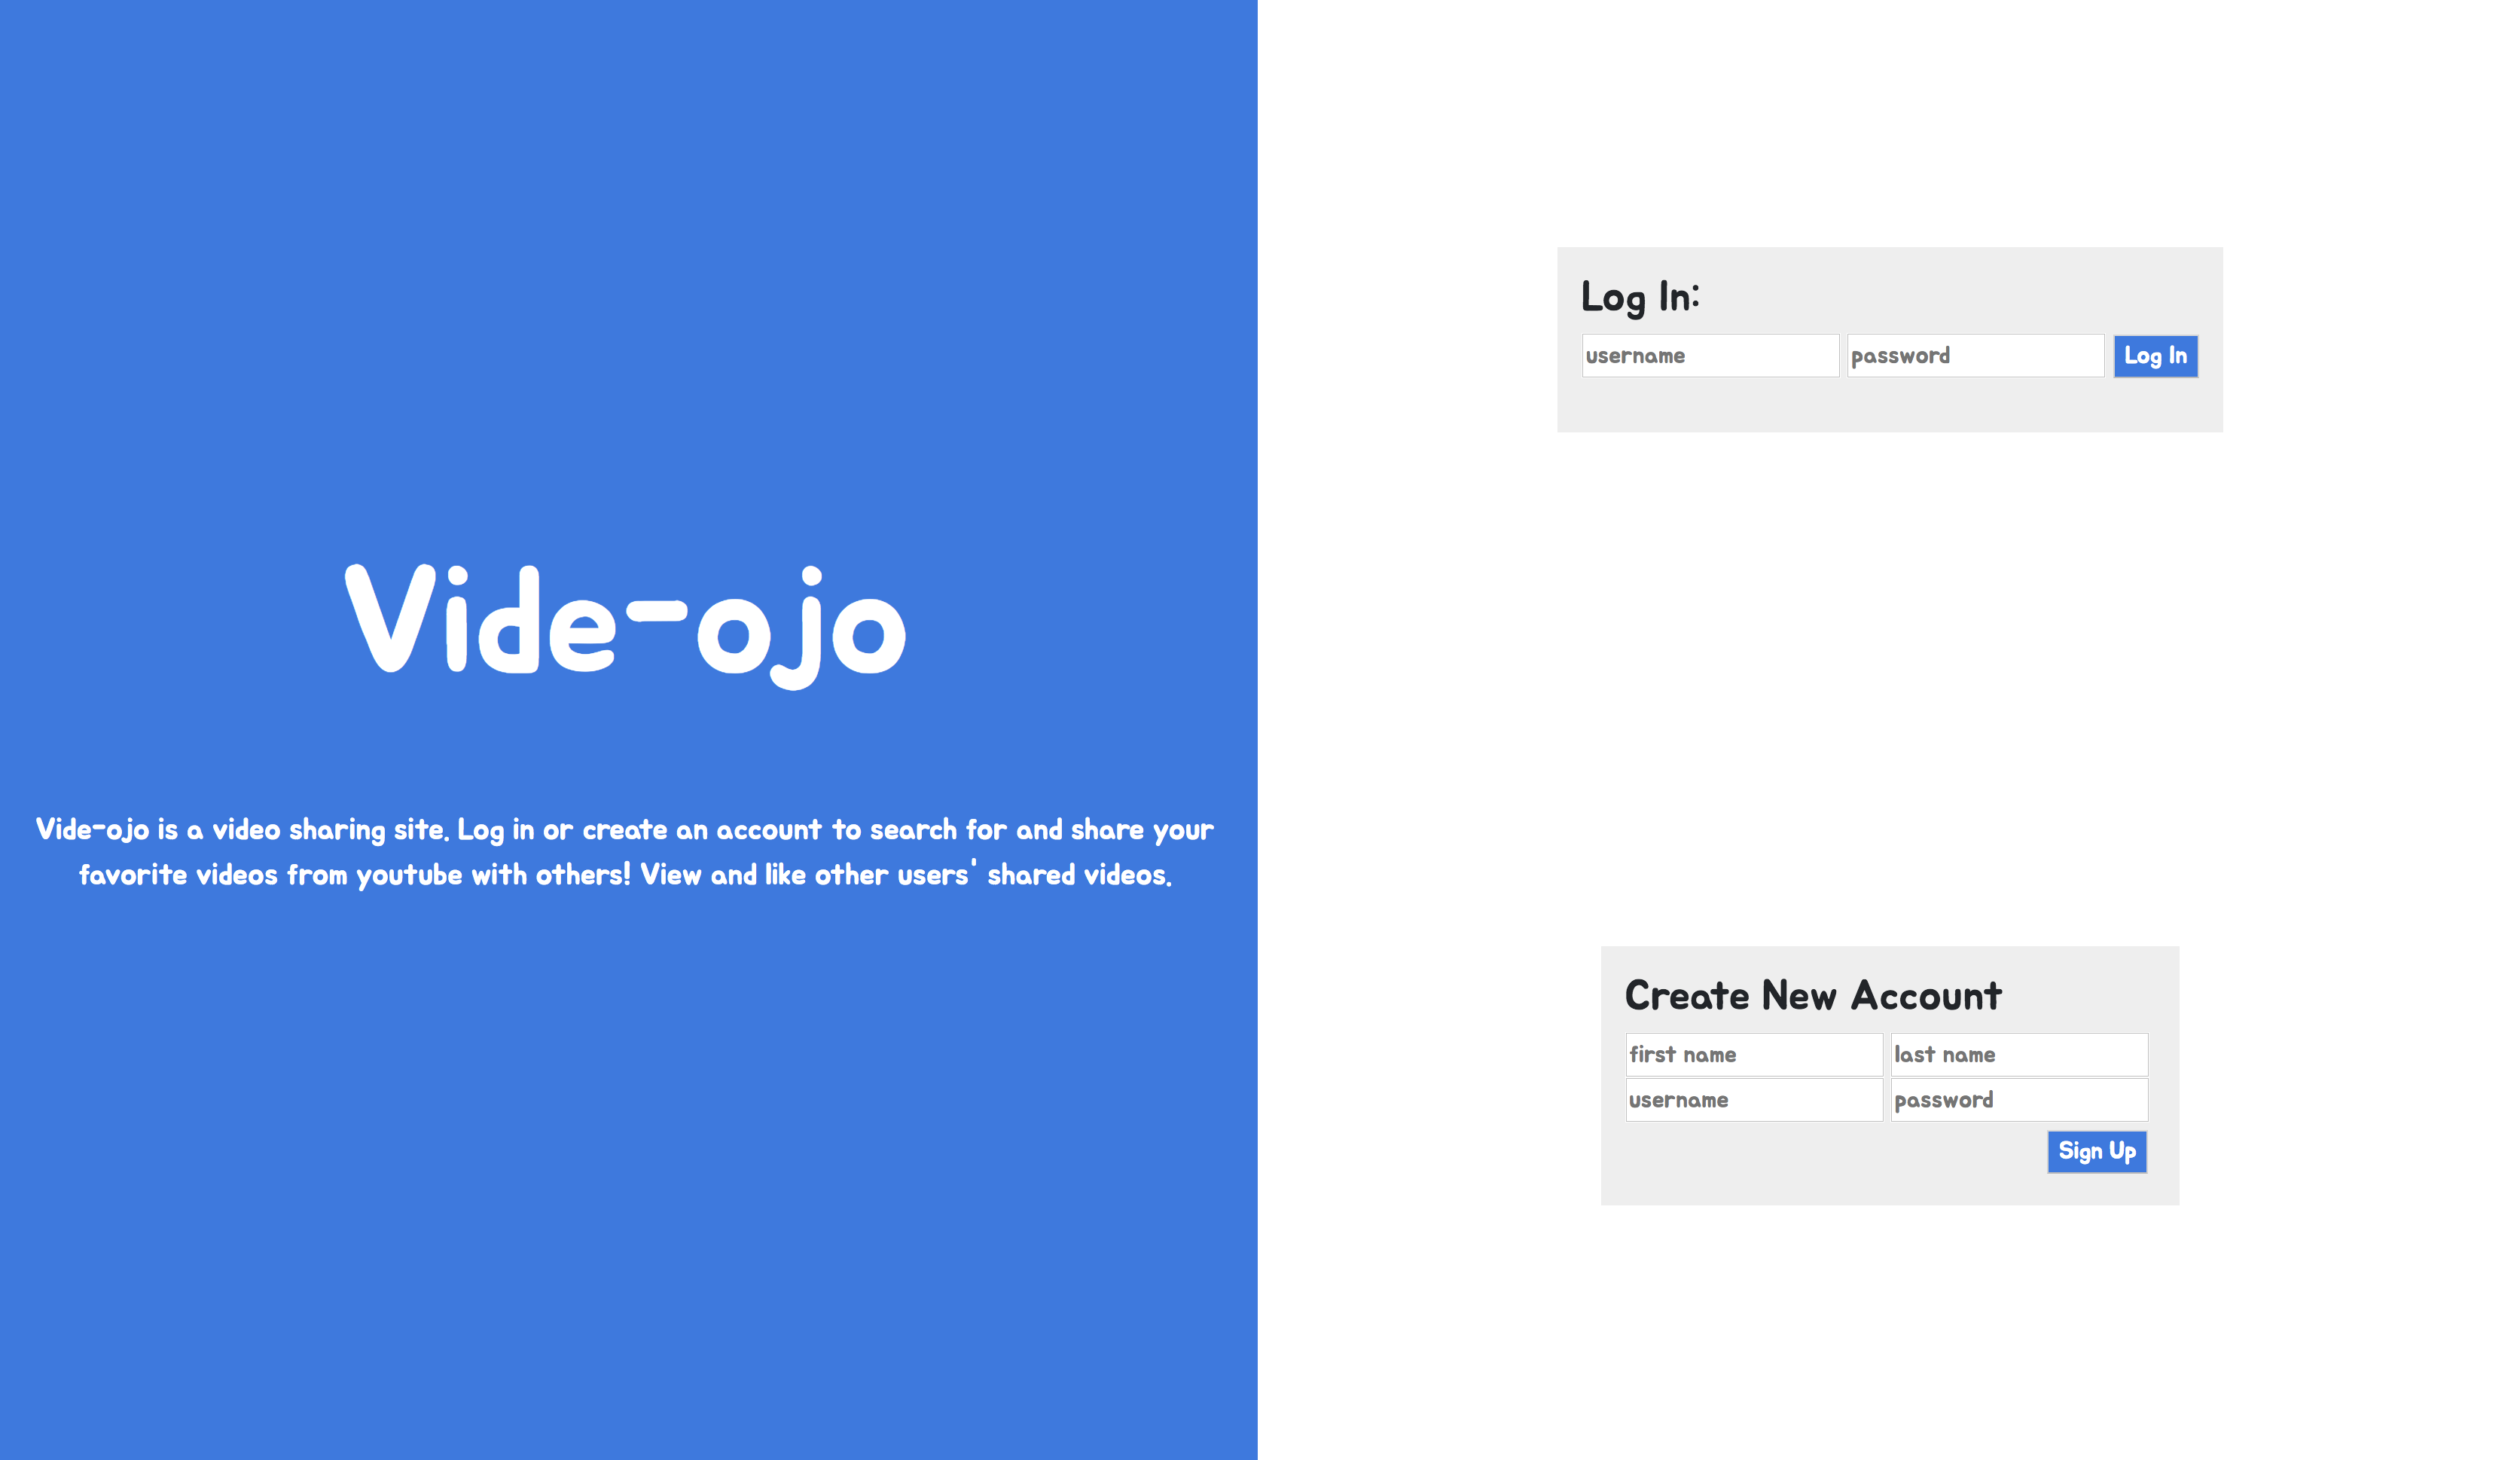 Vide-ojo
Vide-ojo is a video sharing site. Log in or create an account to search for and share your
favorite videos from youtube with others! View and like other users' shared videos.
Log In:
username password Log In
Create New Account
first name last name
username password
Sign Up